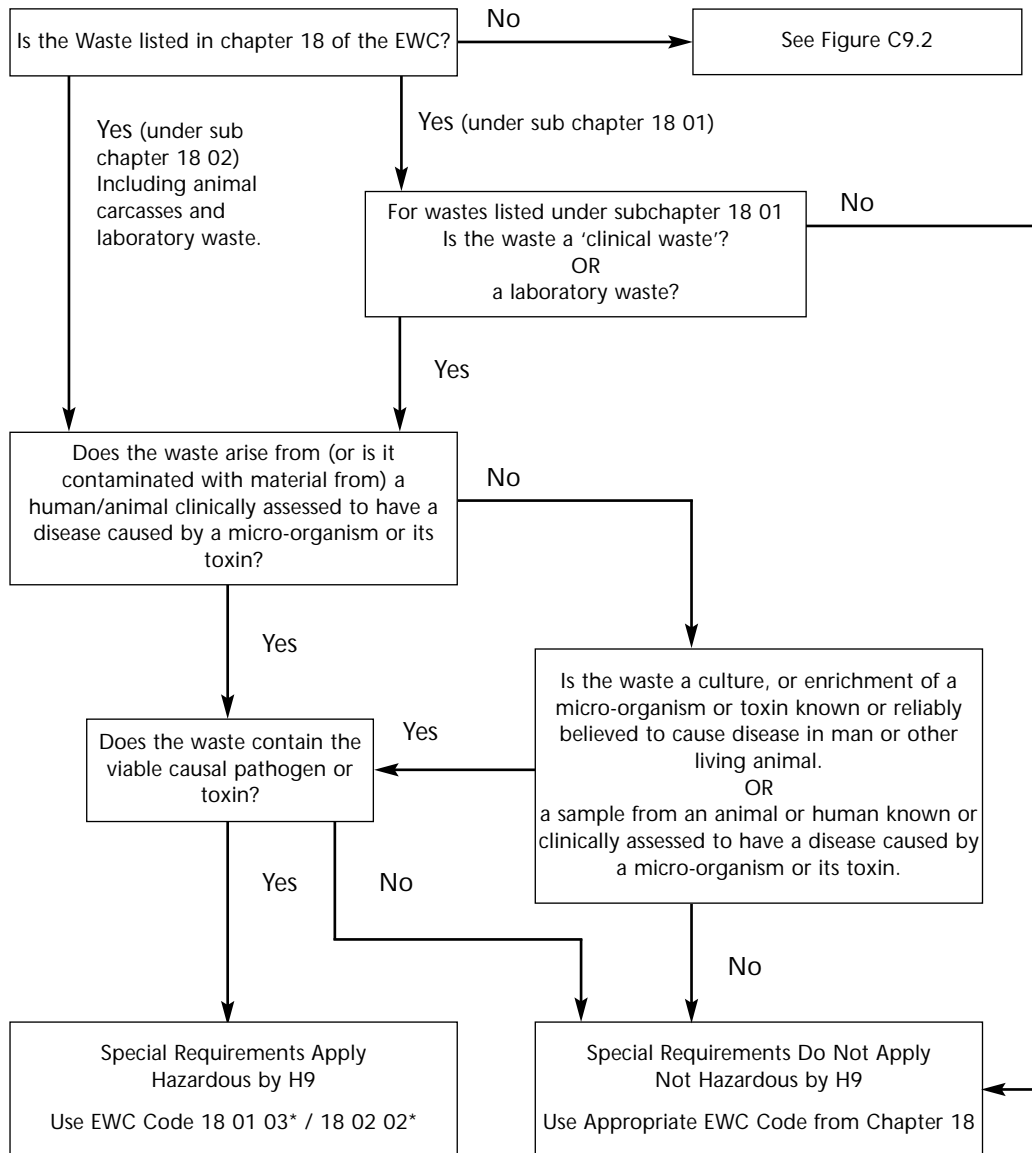 Is the Waste listed in chapter 18 of the EWC?
No
See Figure C9.2
Yes (under sub
chapter 18 02)
Including animal
carcasses and
laboratory waste.
Yes (under sub chapter 18 01)
For wastes listed under subchapter 18 01
Is the waste a ‘clinical waste’?
OR
a laboratory waste?
No
Yes
Does the waste arise from (or is it
contaminated with material from) a
human/animal clinically assessed to have a
disease caused by a micro-organism or its
toxin?
No
Yes
Is the waste a culture, or enrichment of a
micro-organism or toxin known or reliably
believed to cause disease in man or other
living animal.
OR
a sample from an animal or human known or
clinically assessed to have a disease caused by
a micro-organism or its toxin.
Yes
Does the waste contain the
viable causal pathogen or
toxin?
Yes
No
No
Special Requirements Apply
Hazardous by H9
Use EWC Code 18 01 03* / 18 02 02*
Special Requirements Do Not Apply
Not Hazardous by H9
Use Appropriate EWC Code from Chapter 18